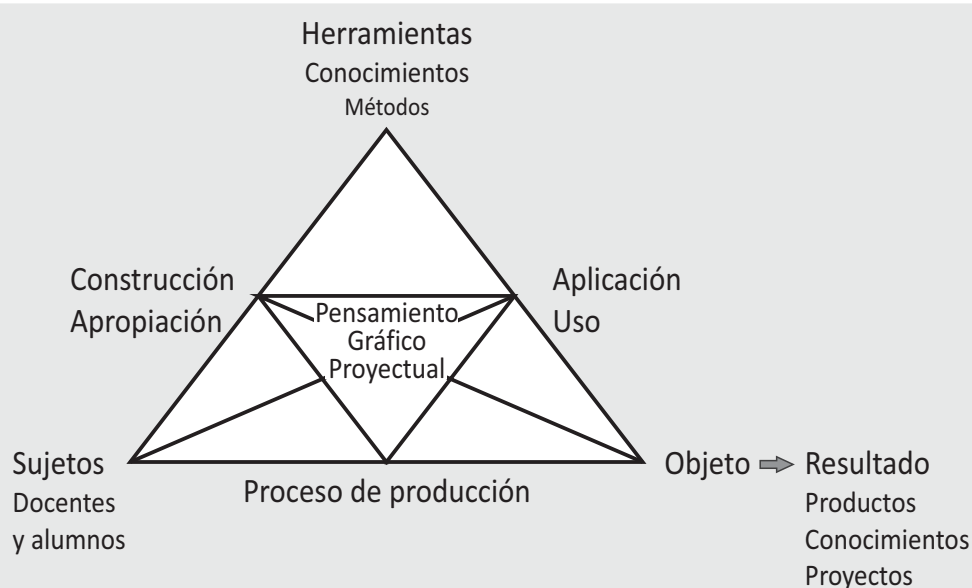 Herramientas
Conocimientos
Métodos
Construcción
Apropiación
Aplicación
Uso
Pensamiento
Gráfico
Proyectual
Sujetos
Docentes
y alumnos
Proceso de producción
Objeto
Resultado
Productos
Conocimientos
Proyectos